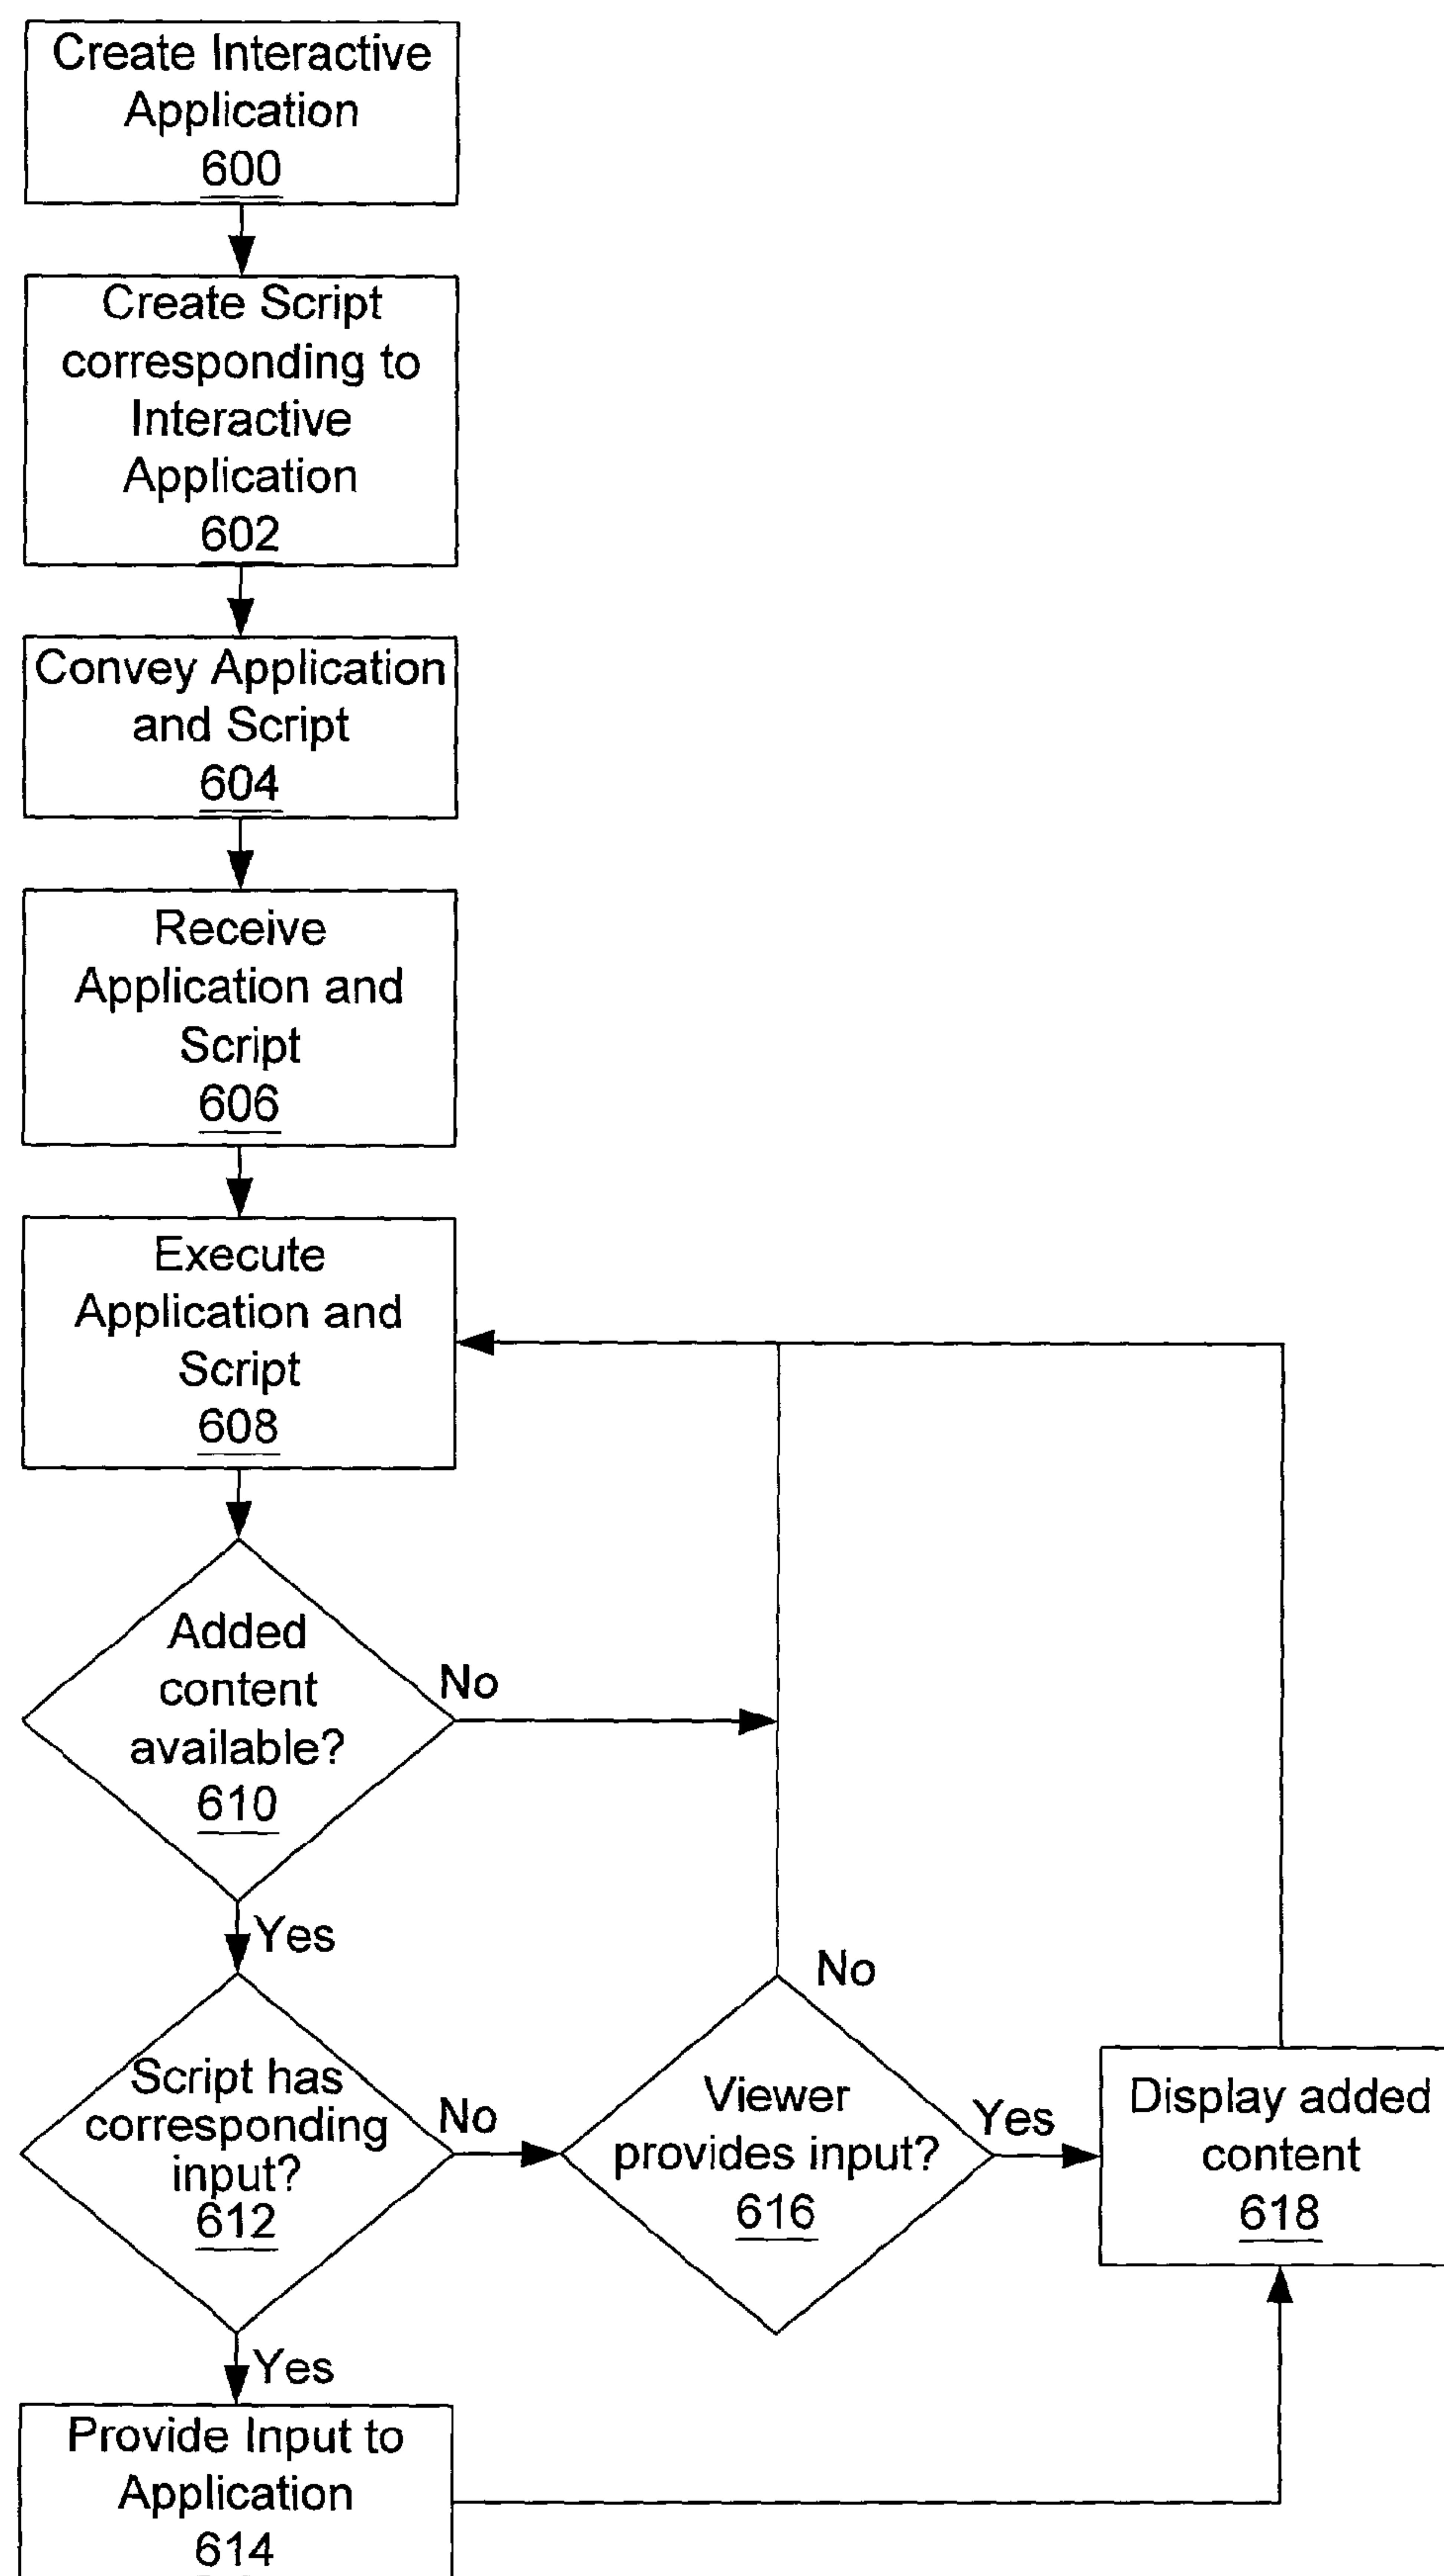 Create Interactive
Application
600
Create Script
corresponding to
Interactive
Application
602
Convey Application
and Script
604
Receive
Application and
Script
606
Execute
Application and
Script
608
Added
content
available?
610
No
Yes
Script has
corresponding
input?
612
No
Viewer
provides input?
616
No
Yes
Display added
content
618
Yes
Provide Input to
Application
614